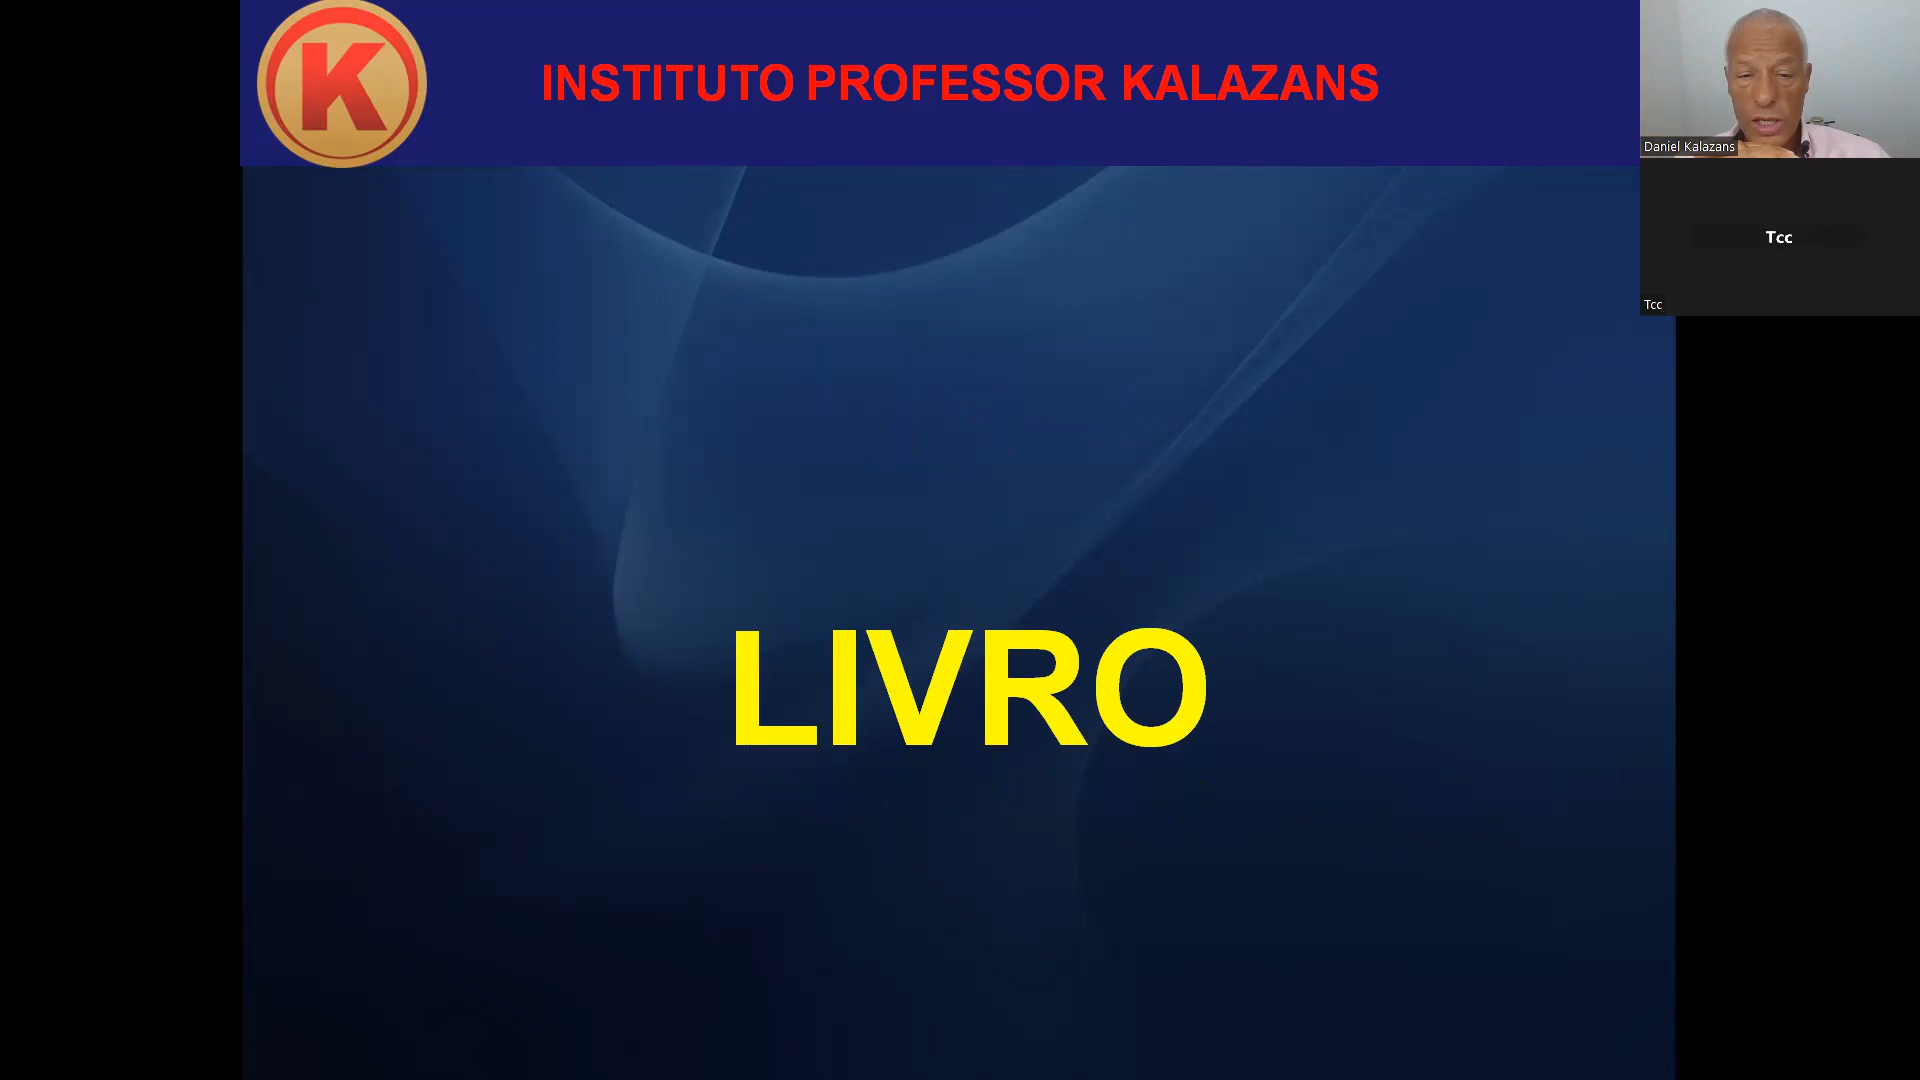 K
INSTITUTO PROFESSOR KALAZANS
Daniel Kalazans
Tcc
Tcc
LIVRO